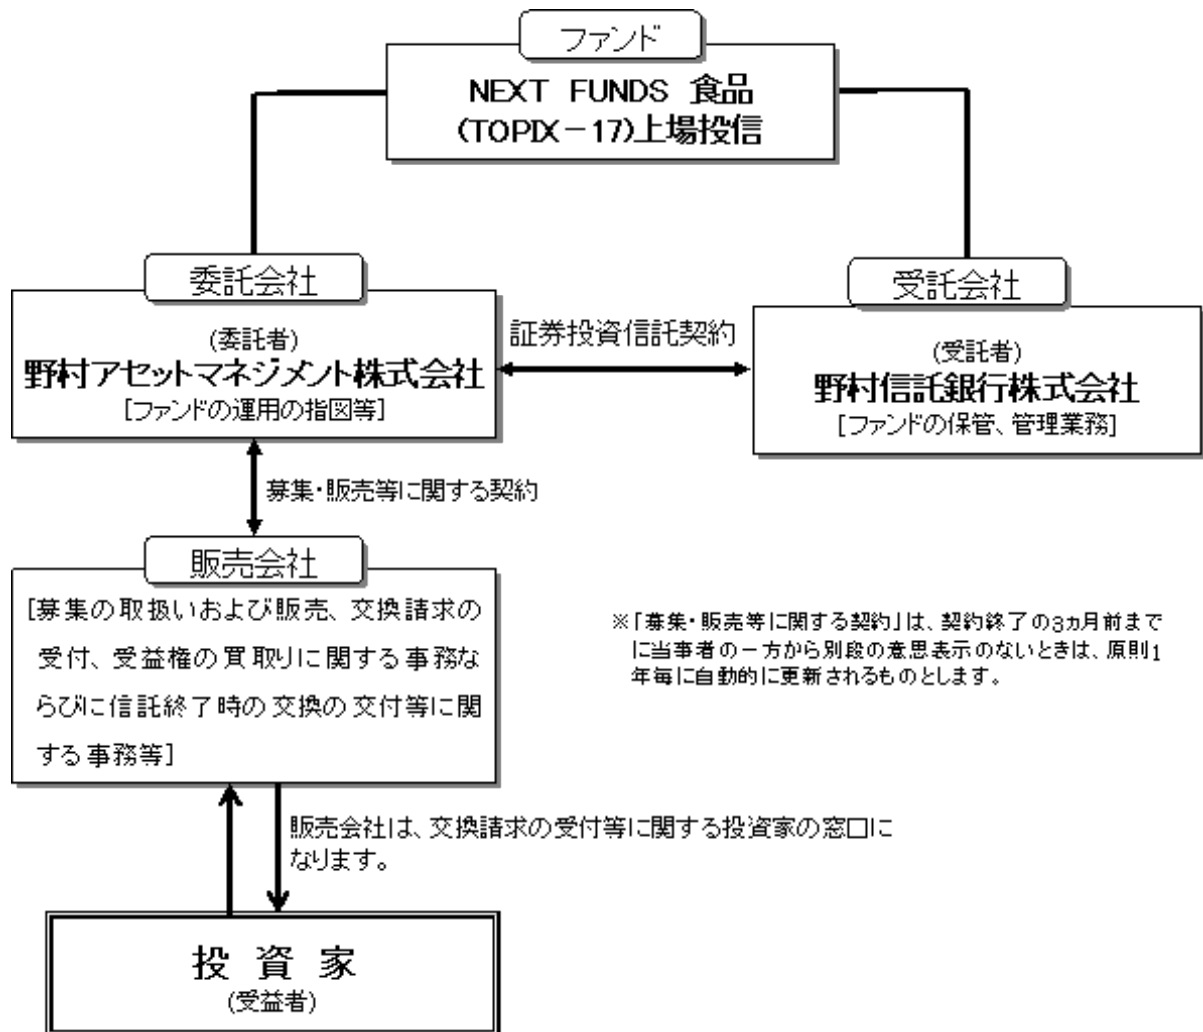 ファンド
NEXT FUNDS 食品
(TOPIX－17)上場投信
委託会社
(委託者)
野村アセットマネジメント株式会社
[ファンドの運用の指図等]
証券投資信託契約
受託会社
(受託者)
野村信託銀行株式会社
[ファンドの保管、管理業務]
募集・販売等に関する契約
販売会社
[募集の取扱いおよび販売、交換請求の
受付、受益権の買取りに関する事務な
らびに信託終了時の交換の交付等に関
する事務等]
※「募集・販売等に関する契約」は、契約終了の3ヵ月前まで
に当事者の一方から別段の意思表示のないときは、原則1
年毎に自動的に更新されるものとします。
販売会社は、交換請求の受付等に関する投資家の窓口に
なります。
投 資 家
(受益者)